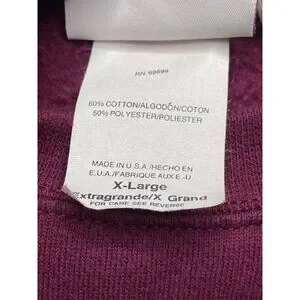 RN 69699
50% COTTON/ALGODÓN/COTON
50% POLYESTER/POLIESTER
MADE IN U.S.A./HECHO EN
E.U.A./FABRIQUE AUX E.-U.
X-Large
Extragrande/X Grand
FOR CARE SEE REVERSE